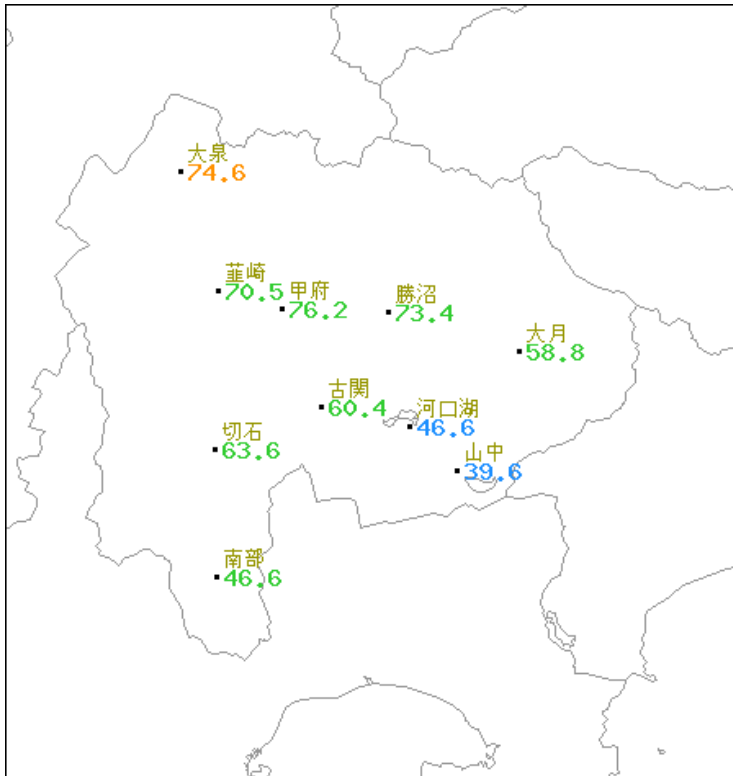 大泉
74.6
韮崎
70.5
甲府
76.2
勝沼
73.4
大月
58.8
古関
60.4
河口湖
46.6
切石
63.6
山中
39.6
南部
46.6